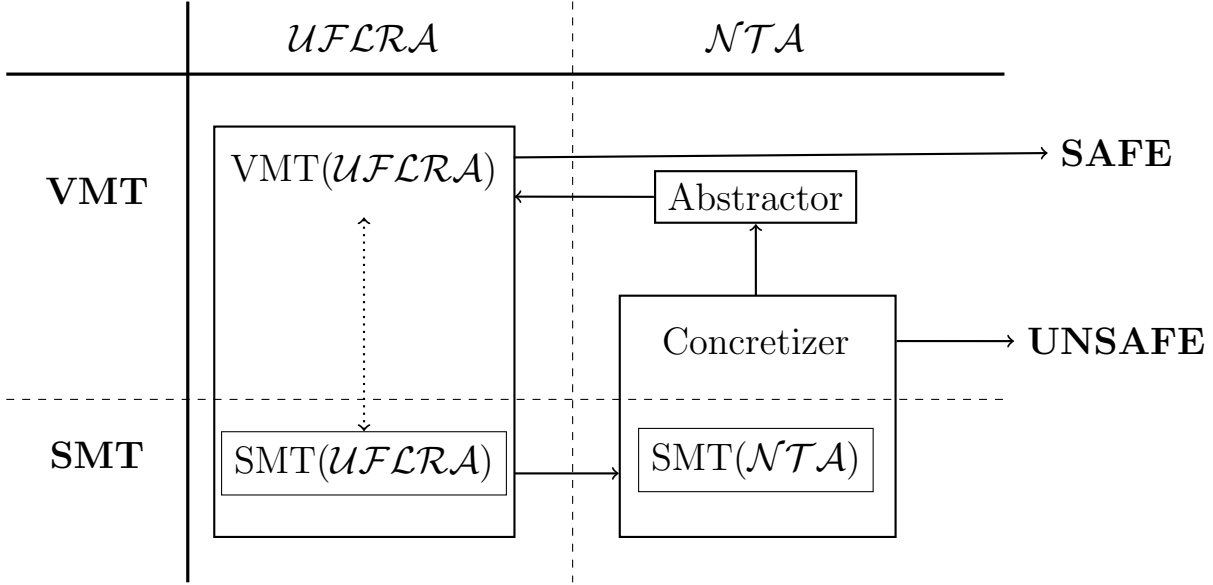 UFLRA
NTA
VMT
VMT(UFLRA)
SAFE
Abstractor
Concretizer
UNSAFE
SMT
SMT(UFLRA)
SMT(NTA)